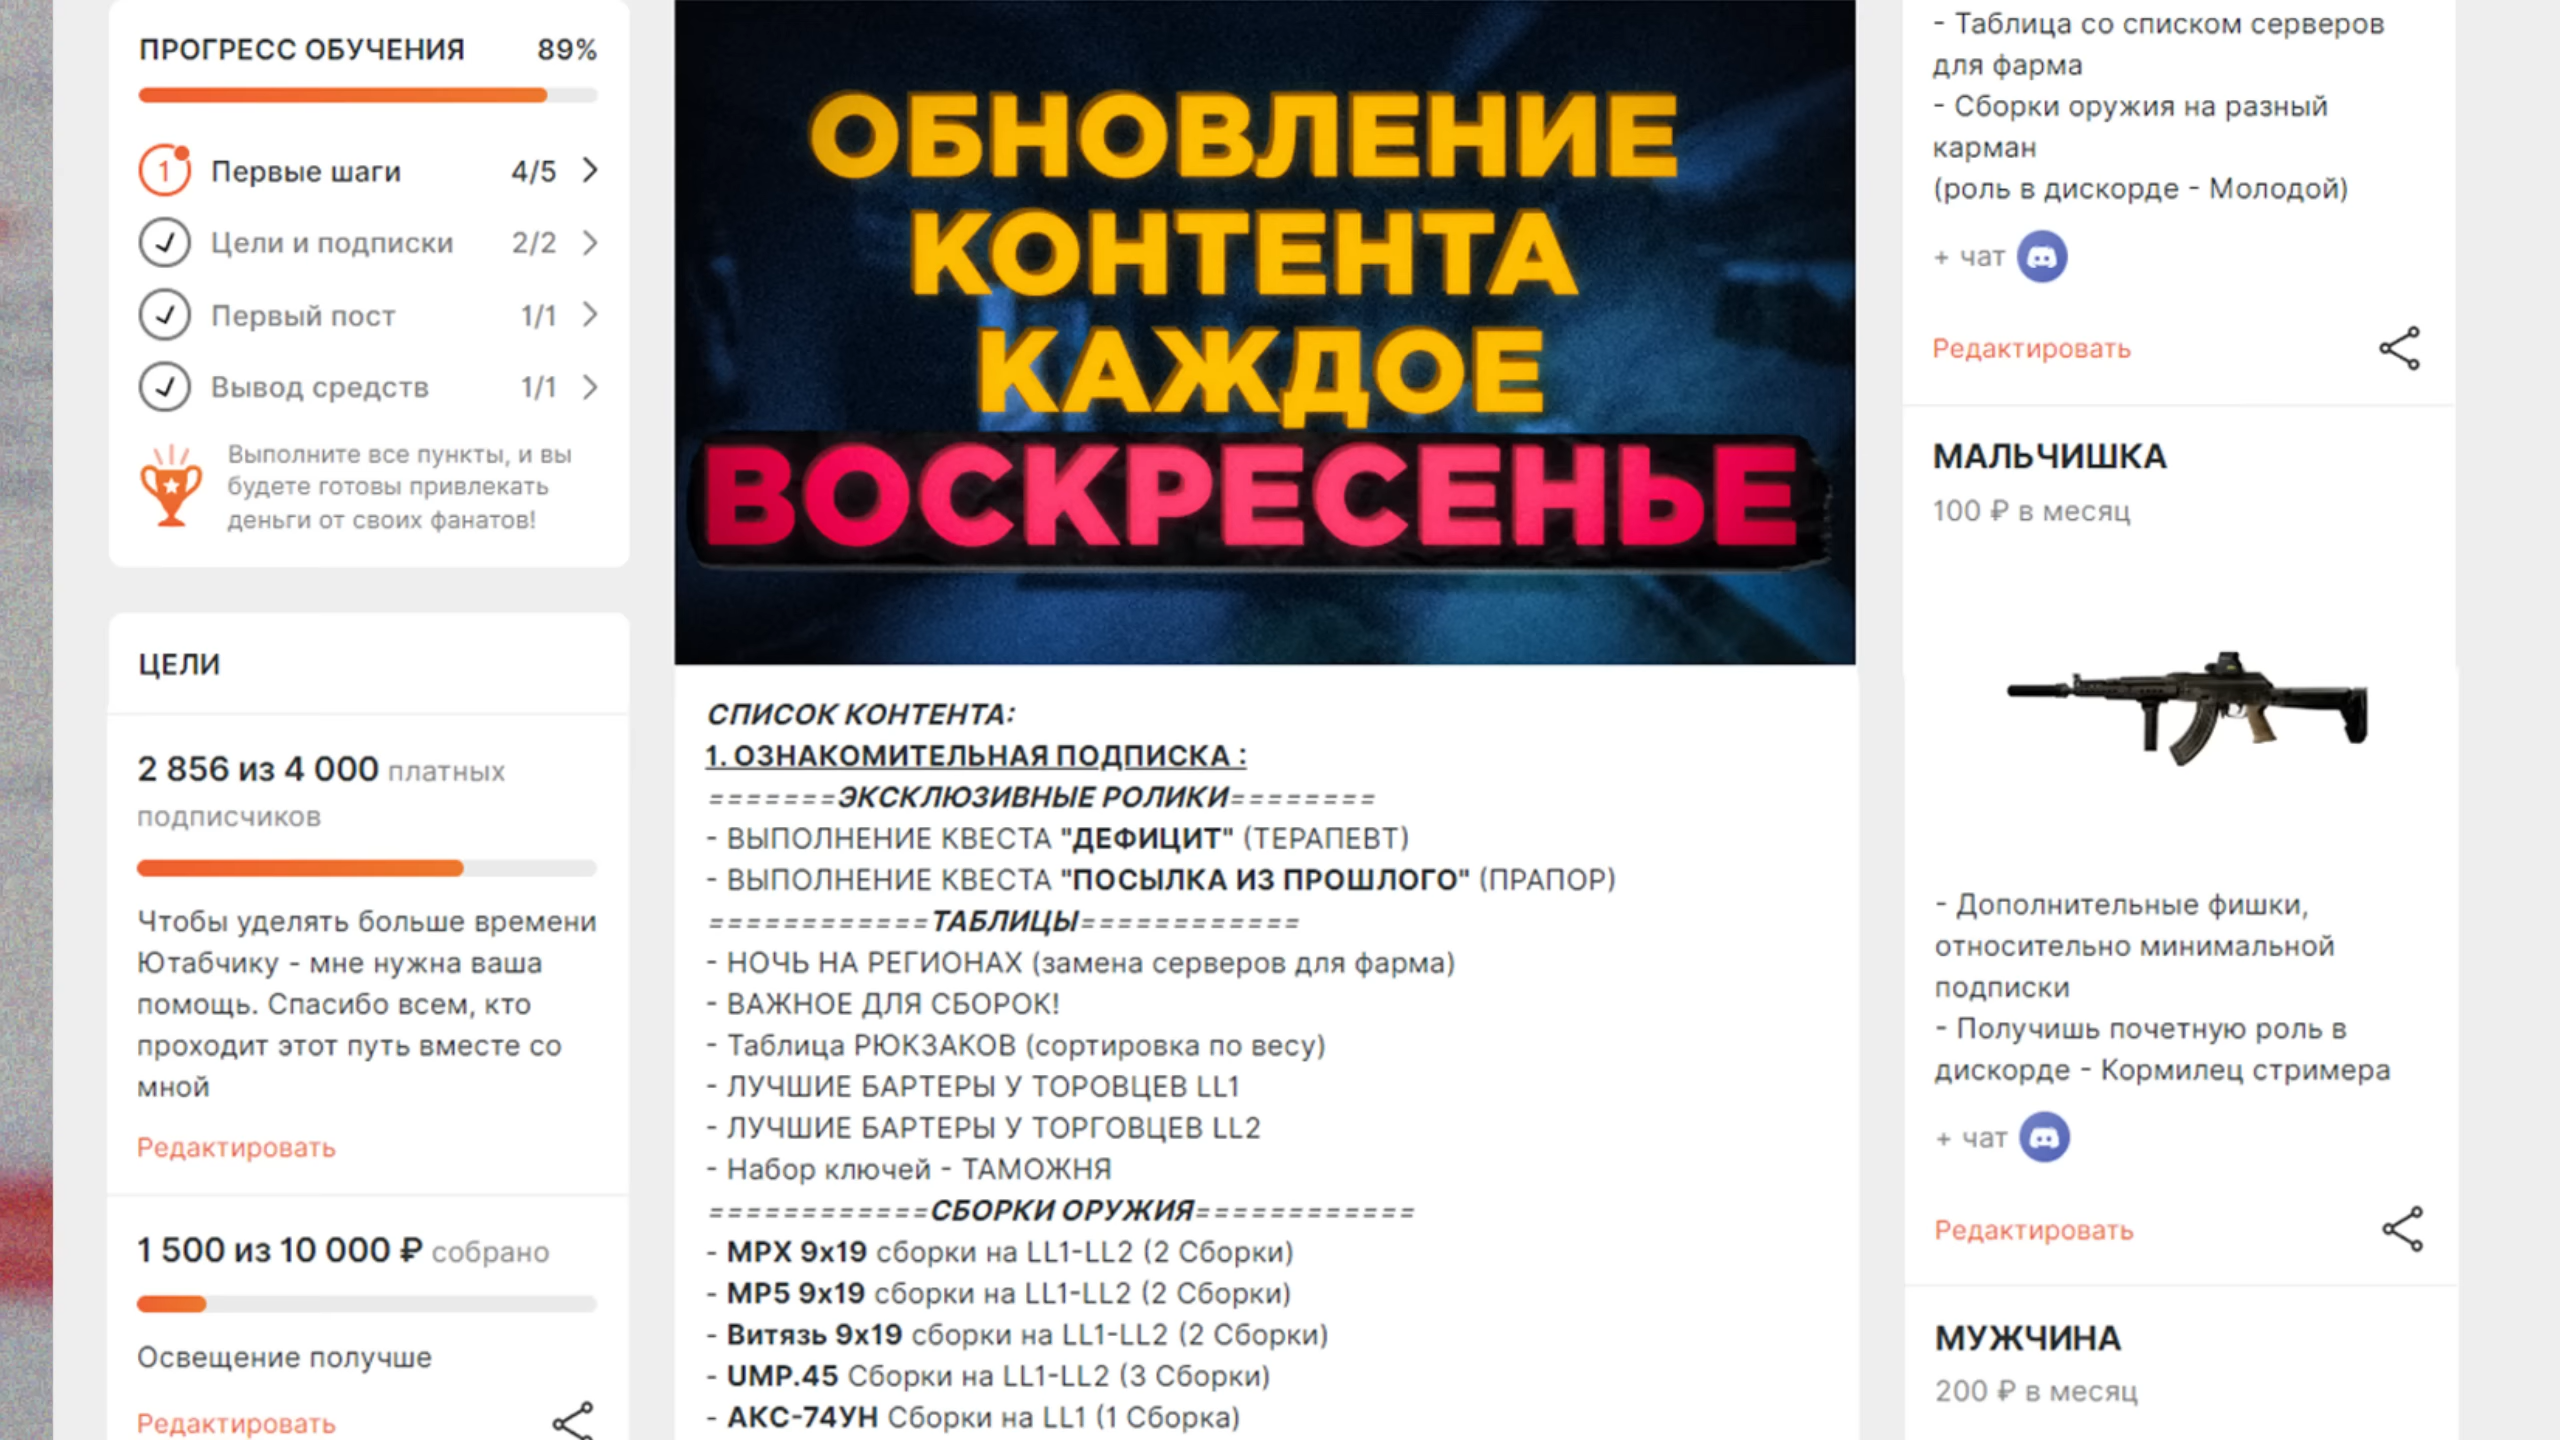 ПРОГРЕСС ОБУЧЕНИЯ 89%
1 Первые шаги 4/5
Цели и подписки 2/2
Первый пост 1/1
Вывод средств 1/1
Выполните все пункты, и вы
будете готовы привлекать
деньги от своих фанатов!
ЦЕЛИ
2 856 из 4 000 платных
подписчиков
Чтобы уделять больше времени
Ютабчику - мне нужна ваша
помощь. Спасибо всем, кто
проходит этот путь вместе со
мной
Редактировать
1 500 из 10 000 ₽ собрано
Освещение получше
Редактировать
ОБНОВЛЕНИЕ
КОНТЕНТА
КАЖДОЕ
ВОСКРЕСЕНЬЕ
СПИСОК КОНТЕНТА:
1. ОЗНАКОМИТЕЛЬНАЯ ПОДПИСКА :
=======ЭКСКЛЮЗИВНЫЕ РОЛИКИ========
- ВЫПОЛНЕНИЕ КВЕСТА "ДЕФИЦИТ" (ТЕРАПЕВТ)
- ВЫПОЛНЕНИЕ КВЕСТА "ПОСЫЛКА ИЗ ПРОШЛОГО" (ПРАПОР)
============ТАБЛИЦЫ============
- НОЧЬ НА РЕГИОНАХ (замена серверов для фарма)
- ВАЖНОЕ ДЛЯ СБОРОК!
- Таблица РЮКЗАКОВ (сортировка по весу)
- ЛУЧШИЕ БАРТЕРЫ У ТОРОВЦЕВ LL1
- ЛУЧШИЕ БАРТЕРЫ У ТОРГОВЦЕВ LL2
- Набор ключей - ТАМОЖНЯ
============СБОРКИ ОРУЖИЯ============
- MPX 9x19 сборки на LL1-LL2 (2 Сборки)
- MP5 9x19 сборки на LL1-LL2 (2 Сборки)
- Витязь 9x19 сборки на LL1-LL2 (2 Сборки)
- UMP.45 Сборки на LL1-LL2 (3 Сборки)
- АКС-74УН Сборки на LL1 (1 Сборка)
- Таблица со списком серверов
для фарма
- Сборки оружия на разный
карман
(роль в дискорде - Молодой)
+ чат
Редактировать
МАЛЬЧИШКА
100 ₽ в месяц
- Дополнительные фишки,
относительно минимальной
подписки
- Получишь почетную роль в
дискорде - Кормилец стримера
+ чат
Редактировать
МУЖЧИНА
200 ₽ в месяц